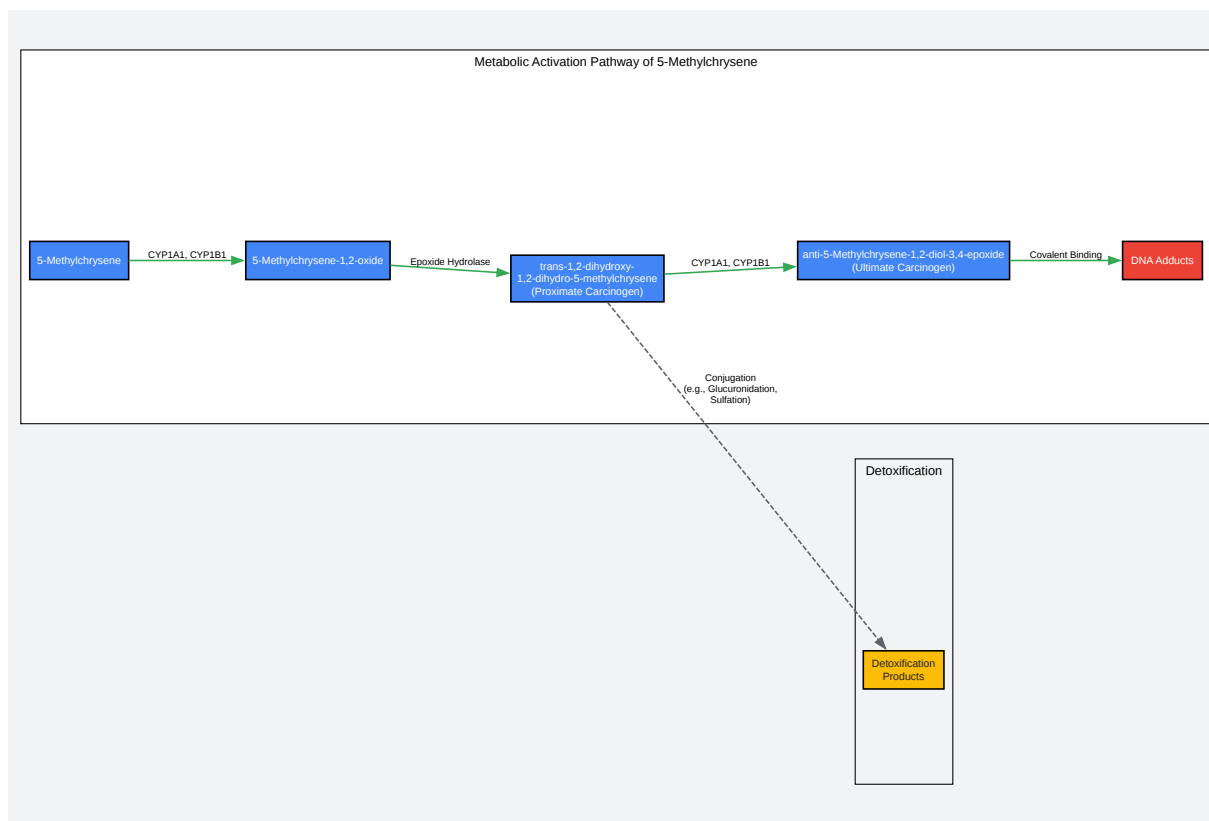 Metabolic Activation Pathway of 5-Methylchrysene
5-Methylchrysene
CYP1A1, CYP1B1
5-Methylchrysene-1,2-oxide
Epoxide Hydrolase
trans-1,2-dihydroxy-
1,2-dihydro-5-methylchrysene
(Proximate Carcinogen)
CYP1A1, CYP1B1
anti-5-Methylchrysene-1,2-diol-3,4-epoxide
(Ultimate Carcinogen)
Covalent Binding
DNA Adducts
Conjugation
(e.g., Glucuronidation,
Sulfation)
Detoxification
Detoxification
Products